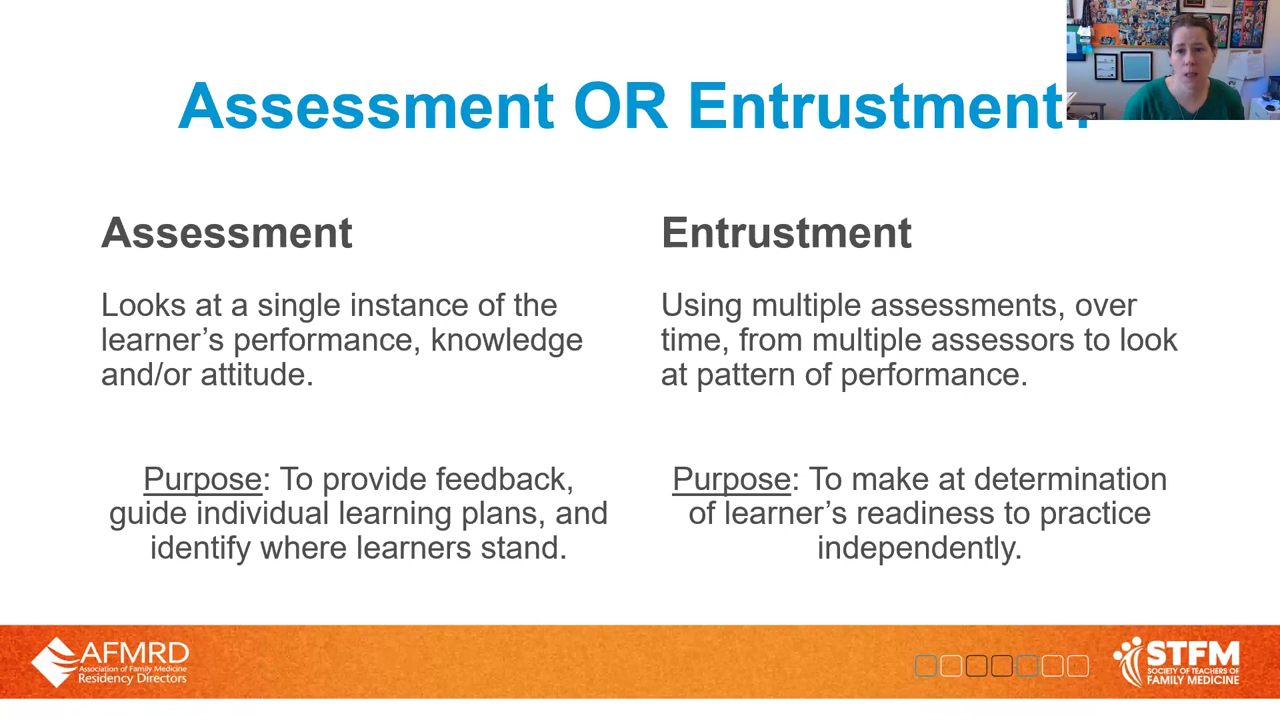 Assessment OR Entrustment?
Assessment
Looks at a single instance of the
learner’s performance, knowledge
and/or attitude.
Purpose: To provide feedback,
guide individual learning plans, and
identify where learners stand.
Entrustment
Using multiple assessments, over
time, from multiple assessors to look
at pattern of performance.
Purpose: To make at determination
of learner’s readiness to practice
independently.
AFMRD
Association of Family Medicine
Residency Directors
STFM
SOCIETY OF TEACHERS OF
FAMILY MEDICINE